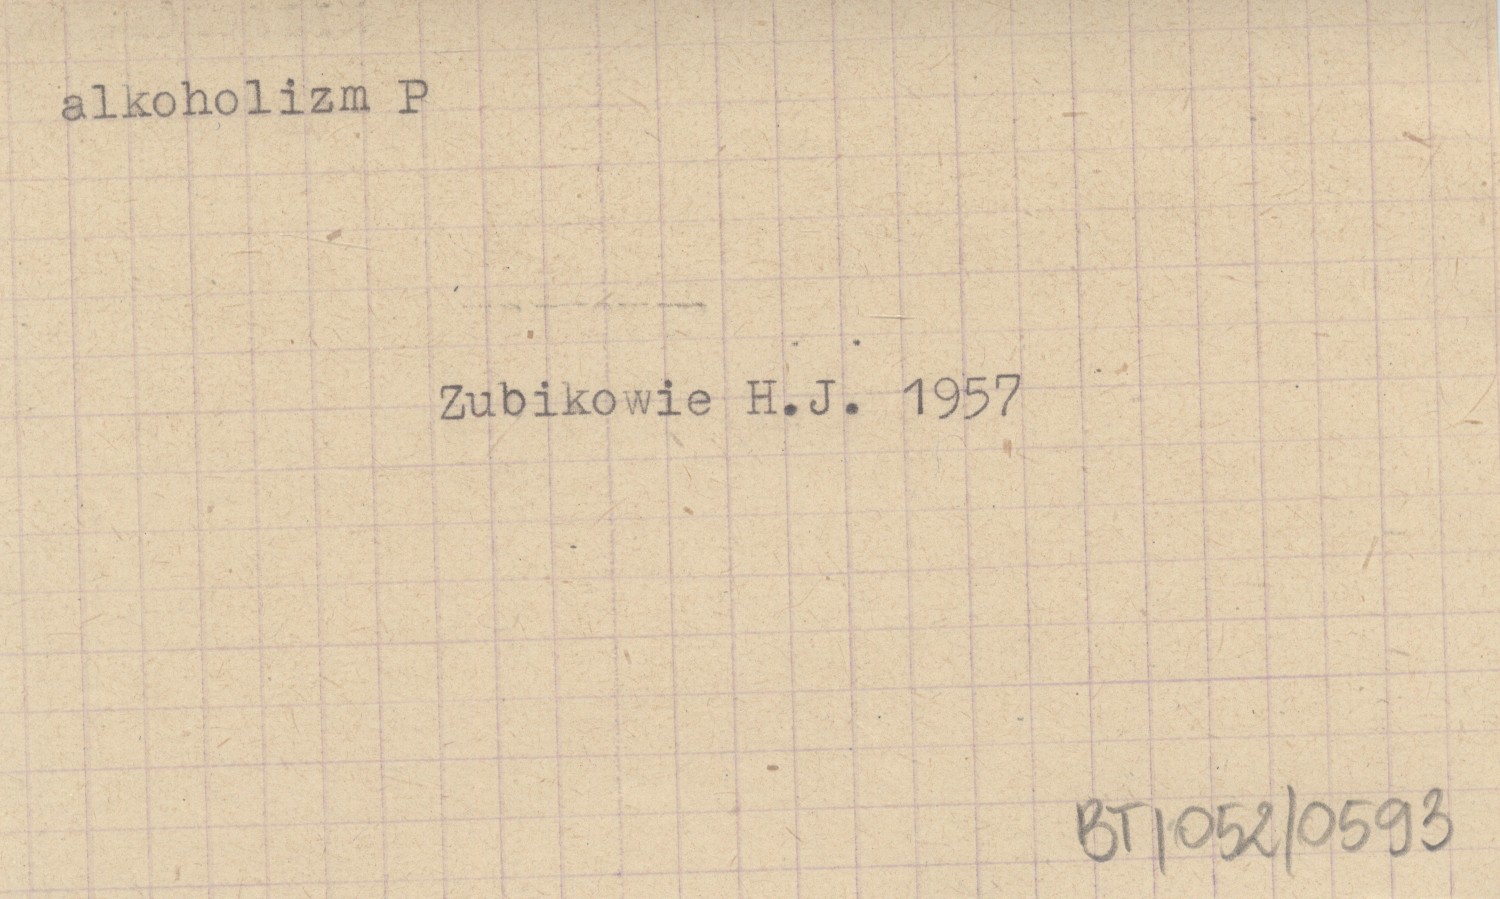 alkoholizm P
Zubikowie H.J. 1957
BT/052/0593